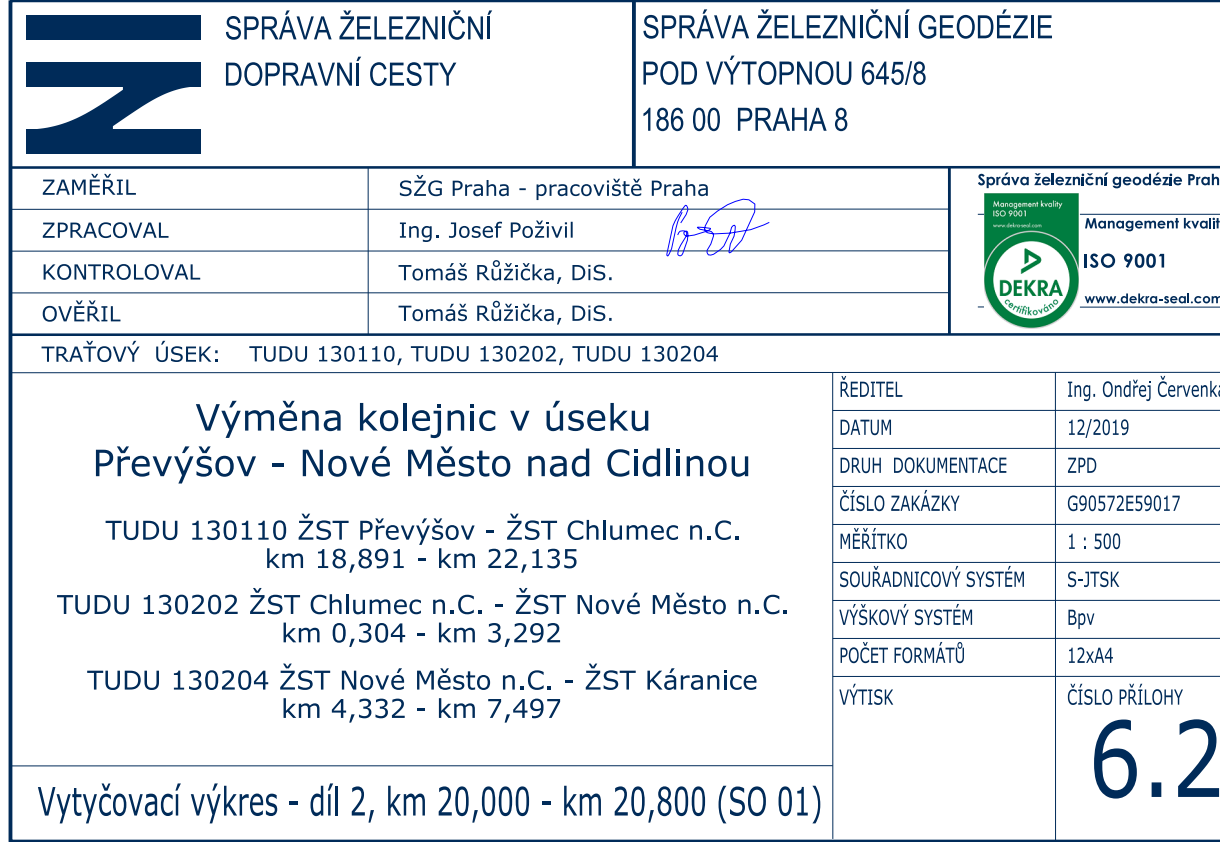 SPRÁVA ŽELEZNIČNÍ
DOPRAVNÍ CESTY
SPRÁVA ŽELEZNIČNÍ GEODÉZIE
POD VÝTOPNOU 645/8
186 00 PRAHA 8
ZAMĚŘIL SŽG Praha - pracoviště Praha
ZPRACOVAL Ing. Josef Poživil
KONTROLOVAL Tomáš Růžička, DiS.
OVĚŘIL Tomáš Růžička, DiS.
Správa železniční geodézie Prah
Management kvality
ISO 9001
www.dekra-seal.com
DEKRA
certifikováno
Management kvalit
ISO 9001
www.dekra-seal.com
TRAŤOVÝ ÚSEK: TUDU 130110, TUDU 130202, TUDU 130204
Výměna kolejnic v úseku
Převýšov - Nové Město nad Cidlinou
TUDU 130110 ŽST Převýšov - ŽST Chlumec n.C.
km 18,891 - km 22,135
TUDU 130202 ŽST Chlumec n.C. - ŽST Nové Město n.C.
km 0,304 - km 3,292
TUDU 130204 ŽST Nové Město n.C. - ŽST Káranice
km 4,332 - km 7,497
Vytyčovací výkres - díl 2, km 20,000 - km 20,800 (SO 01)
ŘEDITEL Ing. Ondřej Červenka
DATUM 12/2019
DRUH DOKUMENTACE ZPD
ČÍSLO ZAKÁZKY G90572E59017
MĚŘÍTKO 1 : 500
SOUŘADNICOVÝ SYSTÉM S-JTSK
VÝŠKOVÝ SYSTÉM Bpv
POČET FORMÁTŮ 12xA4
VÝTISK ČÍSLO PŘÍLOHY
6.2